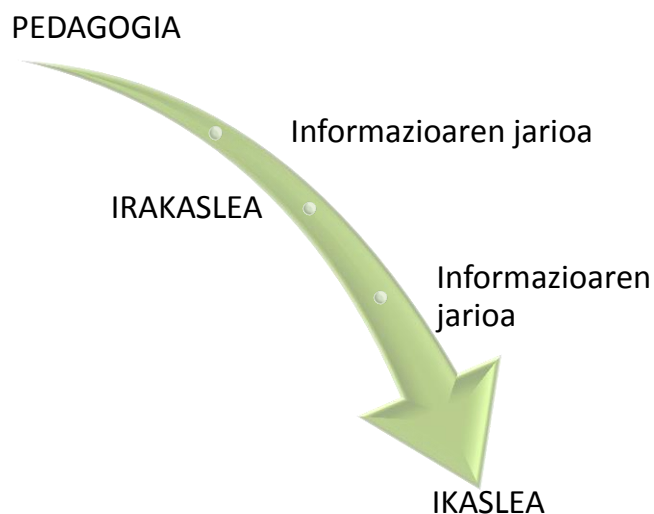 PEDAGOGIA
Informazioaren jarioa
IRAKASLEA
Informazioaren
jarioa
IKASLEA